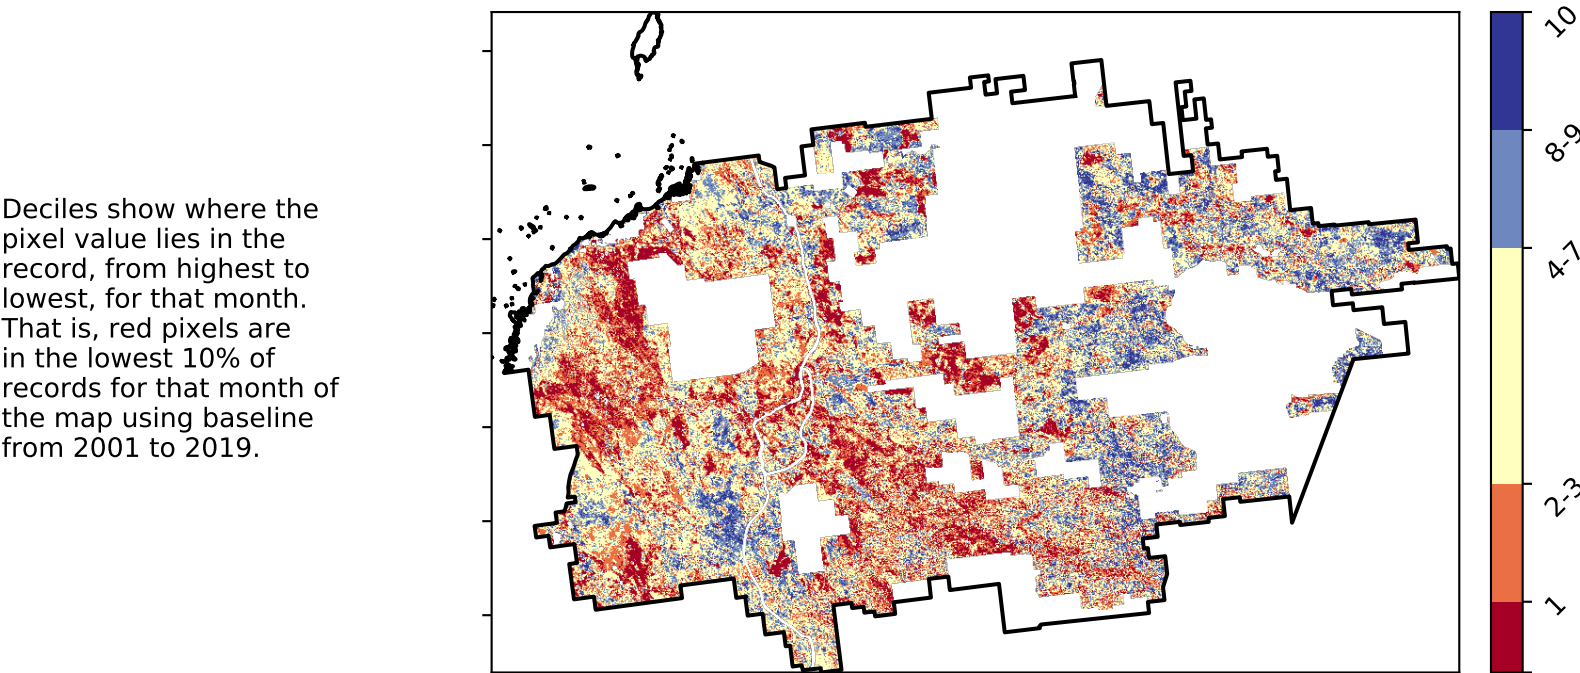 Deciles show where the
pixel value lies in the
record, from highest to
lowest, for that month.
That is, red pixels are
in the lowest 10% of
records for that month of
the map using baseline
from 2001 to 2019.
10
8-9
4-7
2-3
1